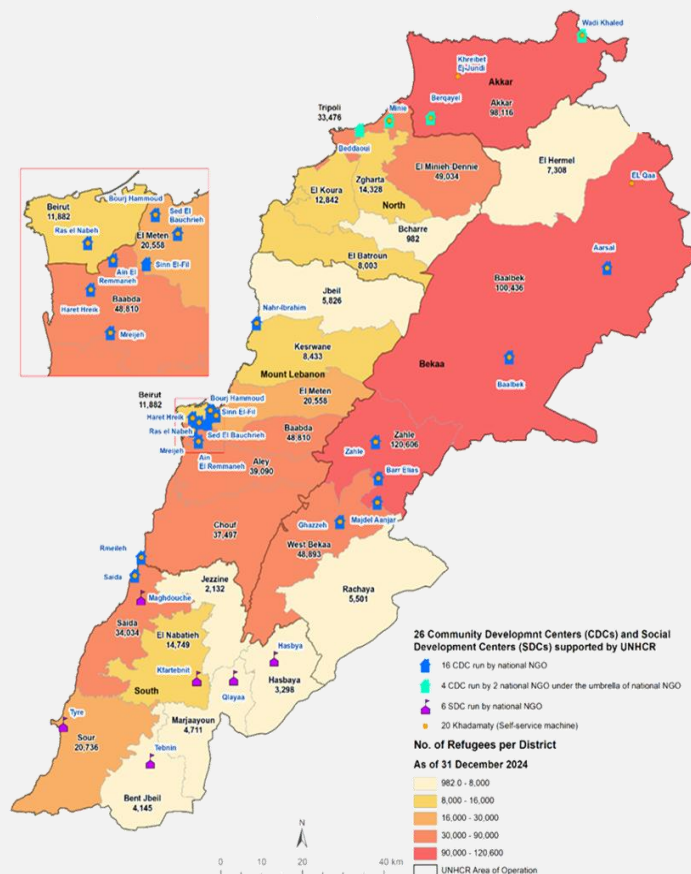 Wadi Khaled
Khreibet
Ej-Jundi
Akkar
Akkar
98,116
Berqayel
Tripoli
33,476
Minie
Beddaoui
El Minieh-Dennie
49,034
El Hermel
7,308
EL Qaa
Zgharta
14,328
El Koura
12,842
North
Bcharre
982
El Batroun
8,003
Aarsal
Baalbek
100,436
Jbeil
5,826
Nahr-Ibrahim
Kesrwane
8,433
Mount Lebanon
Bekaa
Baalbek
Beirut
11,882
Bourj Hammoud
Sed El
Bauchrieh
Ras el Nabeh
El Meten
20,558
Ain El
Remmaneh
Sinn El-Fil
Haret Hreik
Baabda
48,810
Mreijeh
El Meten
20,558
Beirut
11,882
Bourj Hammoud
Haret Hreik
Sinn El-Fil
Ras el Nabeh
Sed El Bauchrieh
Baabda
48,810
Mreijeh
Ain
El Remmaneh
Aley
39,090
Zahle
120,606
Zahle
Barr Elias
Majdel Aanjar
Ghazzeh
West Bekaa
48,893
Chouf
37,497
Rachaya
5,501
Rmeileh
Saida
Jezzine
2,132
Maghdouche
Saida
34,034
El Nabatieh
14,749
Hasbya
Kfartebnit
Hasbaya
3,298
Qlayaa
South
Tyre
Sour
20,736
Marjaayoun
4,711
Tebnin
Bent Jbeil
4,145
N
0 10 20 40 km
26 Community Developmnt Centers (CDCs) and Social
Development Centers (SDCs) supported by UNHCR
16 CDC run by national NGO
4 CDC run by 2 national NGO under the umbrella of national NGO
6 SDC run by national NGO
20 Khadamaty (Self-service machine)
No. of Refugees per District
As of 31 December 2024
982.0 - 8,000
8,000 - 16,000
16,000 - 30,000
30,000 - 90,000
90,000 - 120,600
UNHCR Area of Operation